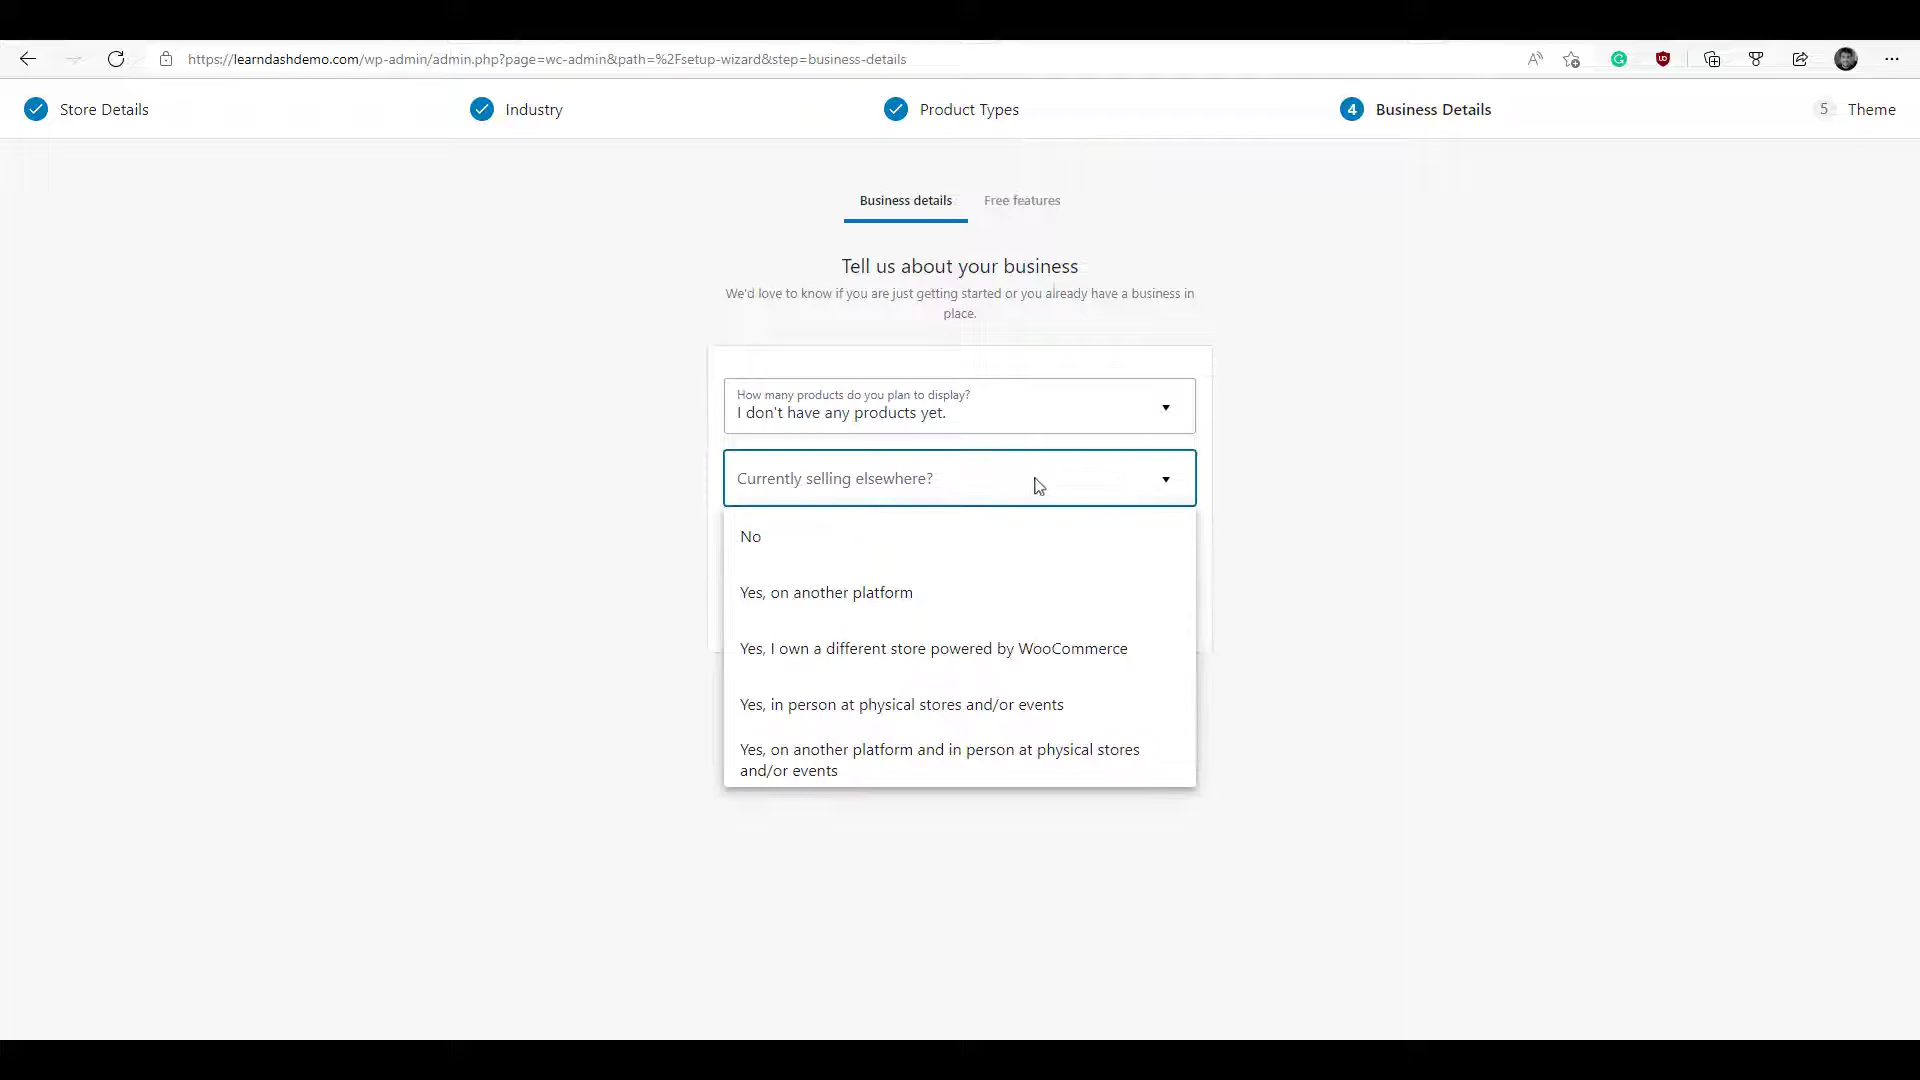 https://learndashdemo.com/wp-admin/admin.php?page=wc-admin&path=%2Fsetup-wizard&step=business-details
Store Details
Industry
Product Types
4 Business Details
5 Theme
Business details
Free features
Tell us about your business
We'd love to know if you are just getting started or you already have a business in
place.
How many products do you plan to display?
I don't have any products yet.
Currently selling elsewhere?
No
Yes, on another platform
Yes, I own a different store powered by WooCommerce
Yes, in person at physical stores and/or events
Yes, on another platform and in person at physical stores
and/or events